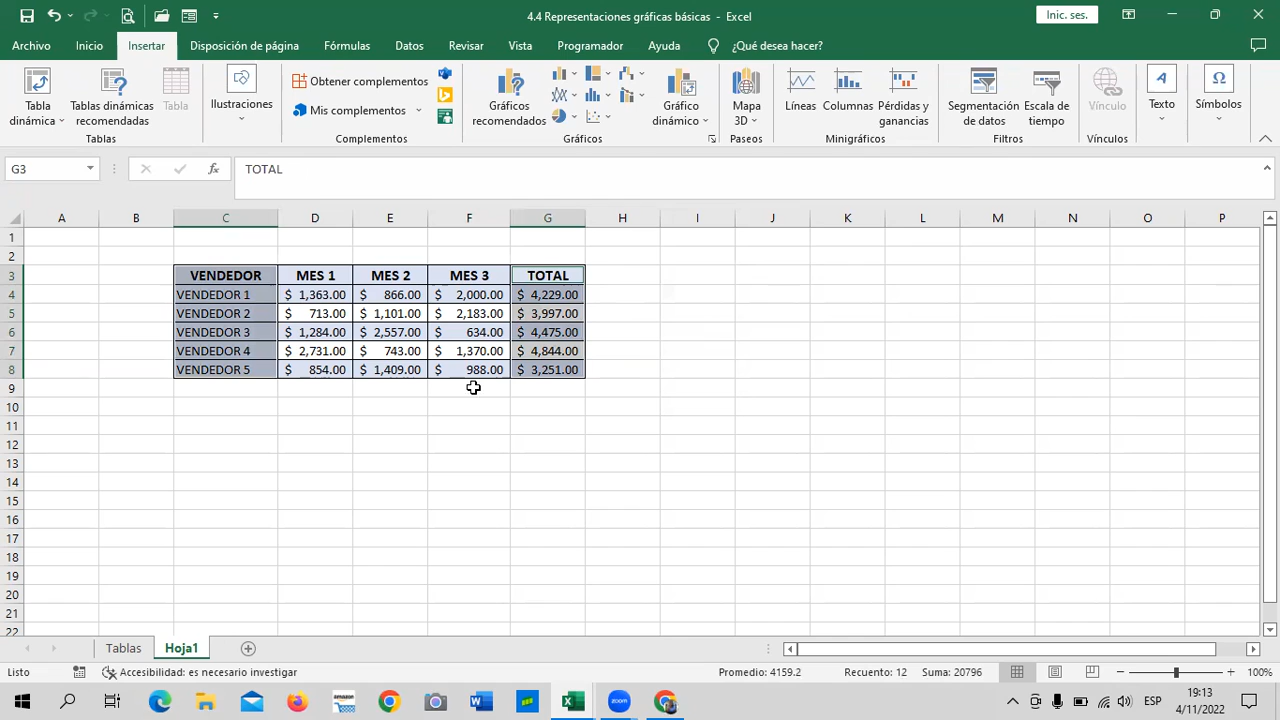 4.4 Representaciones gráficas básicas - Excel
Inic. ses.
Archivo Inicio Insertar Disposición de página Fórmulas Datos Revisar Vista Programador Ayuda ¿Qué desea hacer?
Tabla dinámica
Tablas dinámicas recomendadas
Tabla
Ilustraciones
Obtener complementos
Mis complementos
Gráficos recomendados
Gráfico dinámico
Mapa 3D
Líneas
Columnas
Pérdidas y ganancias
Segmentación de datos
Escala de tiempo
Vínculo
Texto
Símbolos
Tablas Complementos Gráficos Paseos Minigráficos Filtros Vínculos
G3 fx TOTAL
A B C D E F G H I J K L M N O P
1
2
3 VENDEDOR MES 1 MES 2 MES 3 TOTAL
4 VENDEDOR 1 $ 1,363.00 $ 866.00 $ 2,000.00 $ 4,229.00
5 VENDEDOR 2 $ 713.00 $ 1,101.00 $ 2,183.00 $ 3,997.00
6 VENDEDOR 3 $ 1,284.00 $ 2,557.00 $ 634.00 $ 4,475.00
7 VENDEDOR 4 $ 2,731.00 $ 743.00 $ 1,370.00 $ 4,844.00
8 VENDEDOR 5 $ 854.00 $ 1,409.00 $ 988.00 $ 3,251.00
9
10
11
12
13
14
15
16
17
18
19
20
21
22
Tablas Hoja1
Listo Accesibilidad: es necesario investigar Promedio: 4159.2 Recuento: 12 Suma: 20796 100%
amazon zoom ESP 19:13
4/11/2022